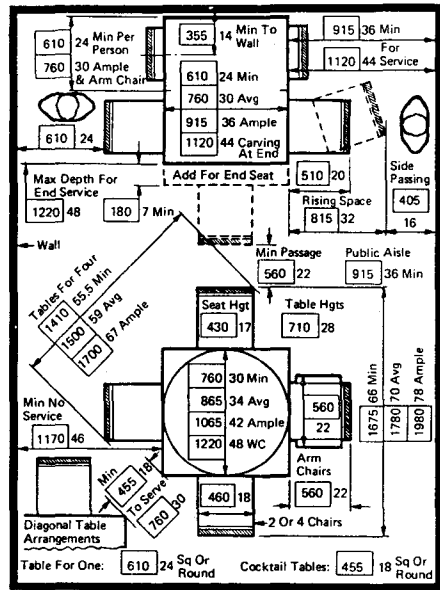 610 24 Min Per Person
760 30 Ample & Arm Chair
355 14 Min To Wall
915 36 Min
For
1120 44 Service
610 24 Min
760 30 Avg
915 36 Ample
1120 44 Carving At End
610 24
Add For End Seat
510 20
Side Passing
405
16
Max Depth For End Service
1220 48
180 7 Min
Rising Space
815 32
Wall
Min Passage
560 22
Public Aisle
915 36 Min
Tables For Four
1410 55.5 Min
1500 59 Avg
1700 67 Ample
Seat Hgt
430 17
Table Hgts
710 28
760 30 Min
865 34 Avg
1065 42 Ample
1220 48 WC
560
22
1675 66 Min
1780 70 Avg
1980 78 Ample
Min No Service
1170 46
Min
455 18
To Serve
760 30
460 18
Arm Chairs
560 22
2 Or 4 Chairs
Diagonal Table Arrangements
Table For One: 610 24 Sq Or Round
Cocktail Tables: 455 18 Sq Or Round